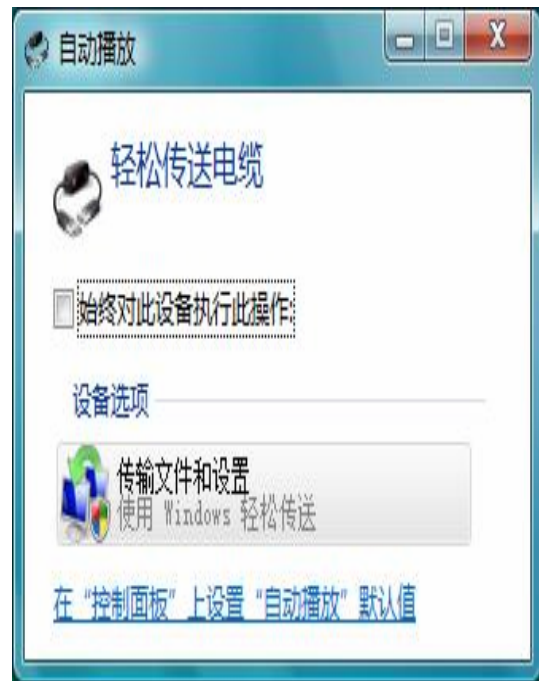 自动播放
轻松传送电缆
始终对此设备执行此操作:
设备选项
传输文件和设置
使用 Windows 轻松传送
在 "控制面板" 上设置 "自动播放" 默认值